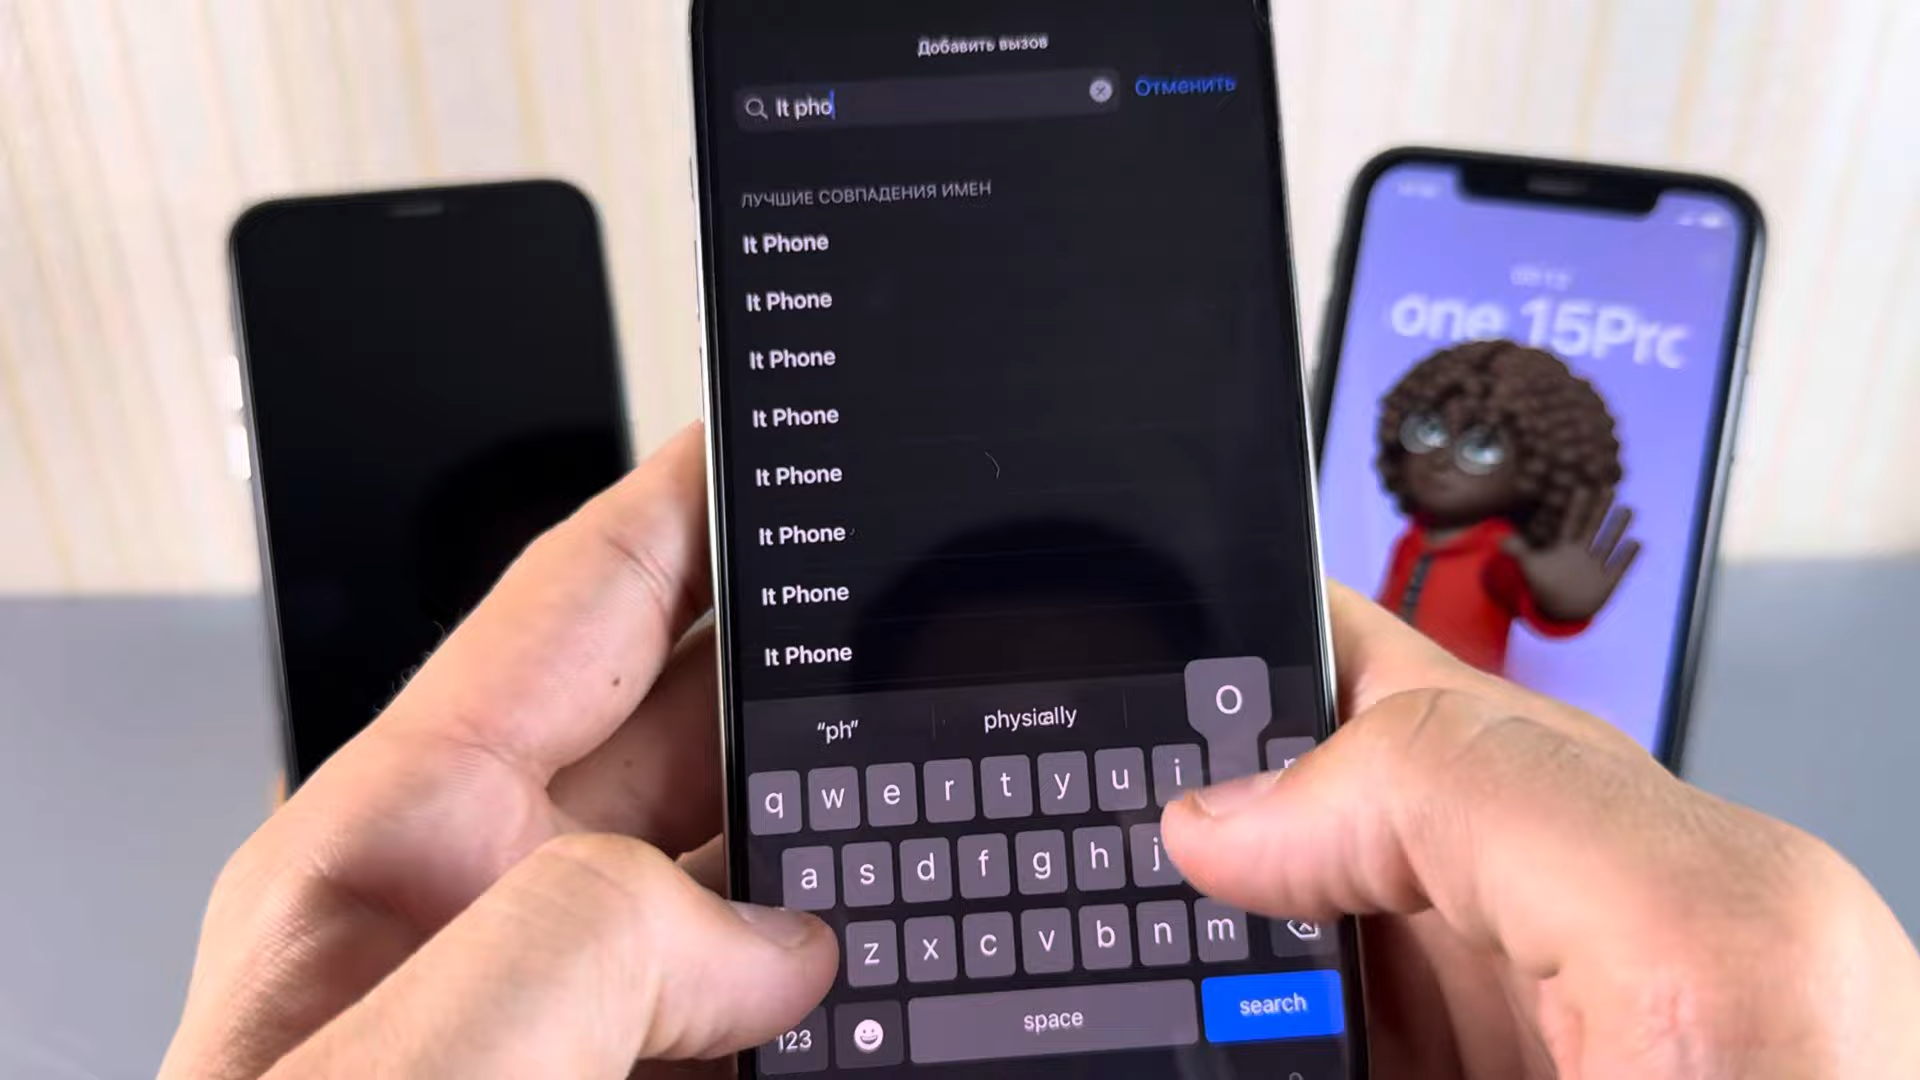 Добавить вызов
It pho
Отменить
ЛУЧШИЕ СОВПАДЕНИЯ ИМЕН
It Phone
It Phone
It Phone
It Phone
It Phone
It Phone
It Phone
It Phone
one 15Pro
“ph”
physically
O
q w e r t y u i
a s d f g h j
z x c v b n m
123
space
search